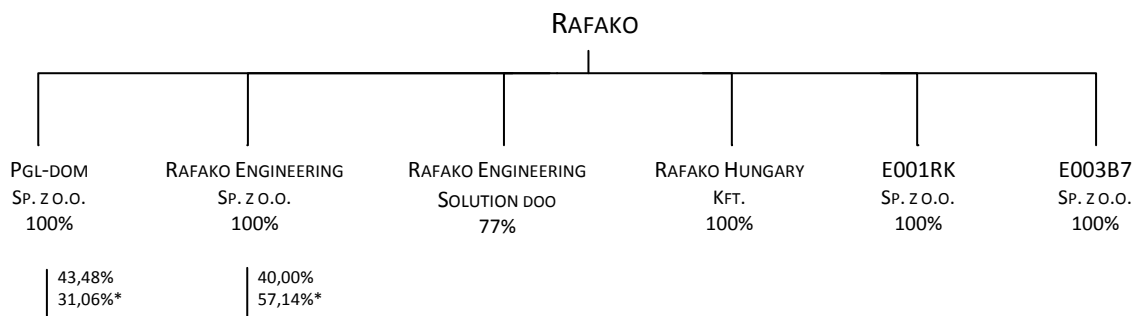 RAFAKO
PGL-DOM
SP. Z O.O.
100%
RAFAKO ENGINEERING
SP. Z O.O.
100%
RAFAKO ENGINEERING
SOLUTION DOO
77%
RAFAKO HUNGARY
KFT.
100%
E001RK
SP. Z O.O.
100%
E003B7
SP. Z O.O.
100%
43,48%
31,06%*
40,00%
57,14%*